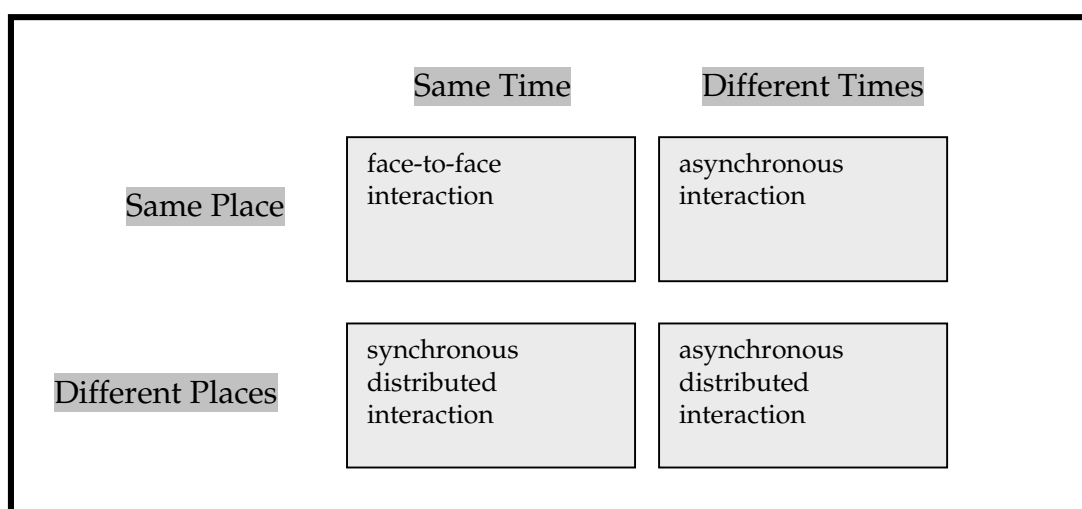 Same Time
Different Times
Same Place
face-to-face
interaction
asynchronous
interaction
Different Places
synchronous
distributed
interaction
asynchronous
distributed
interaction